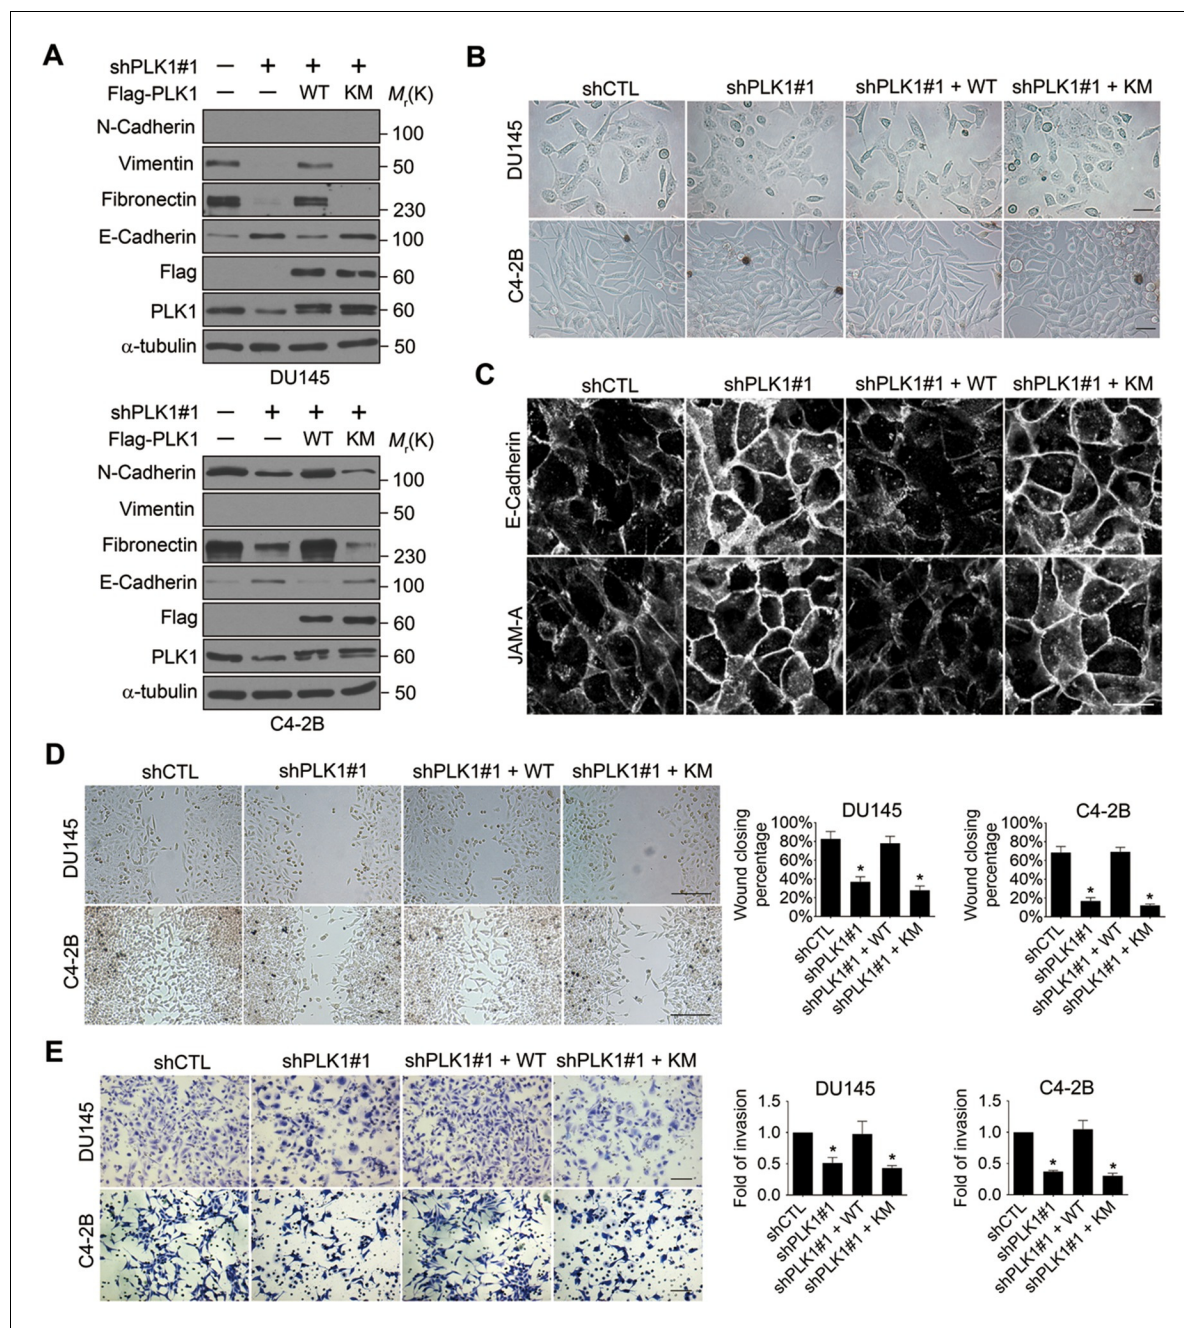 A
shPLK1#1 — + + +
Flag-PLK1 — — WT KM Mr(K)
N-Cadherin 100
Vimentin 50
Fibronectin 230
E-Cadherin 100
Flag 60
PLK1 60
α-tubulin 50
DU145
shPLK1#1 — + + +
Flag-PLK1 — — WT KM Mr(K)
N-Cadherin 100
Vimentin 50
Fibronectin 230
E-Cadherin 100
Flag 60
PLK1 60
α-tubulin 50
C4-2B
B
shCTL shPLK1#1 shPLK1#1 + WT shPLK1#1 + KM
DU145
C4-2B
C
shCTL shPLK1#1 shPLK1#1 + WT shPLK1#1 + KM
E-Cadherin
JAM-A
D
shCTL shPLK1#1 shPLK1#1 + WT shPLK1#1 + KM
DU145
C4-2B
DU145
Wound closing
percentage
100%
80%
60%
40%
20%
0%
* *
shCTL
shPLK1#1
shPLK1#1 + WT
shPLK1#1 + KM
C4-2B
Wound closing
percentage
100%
80%
60%
40%
20%
0%
* *
shCTL
shPLK1#1
shPLK1#1 + WT
shPLK1#1 + KM
E
shCTL shPLK1#1 shPLK1#1 + WT shPLK1#1 + KM
DU145
C4-2B
DU145
Fold of invasion
1.5
1.0
0.5
0.0
* *
shCTL
shPLK1#1
shPLK1#1 + WT
shPLK1#1 + KM
C4-2B
Fold of invasion
1.5
1.0
0.5
0.0
* *
shCTL
shPLK1#1
shPLK1#1 + WT
shPLK1#1 + KM